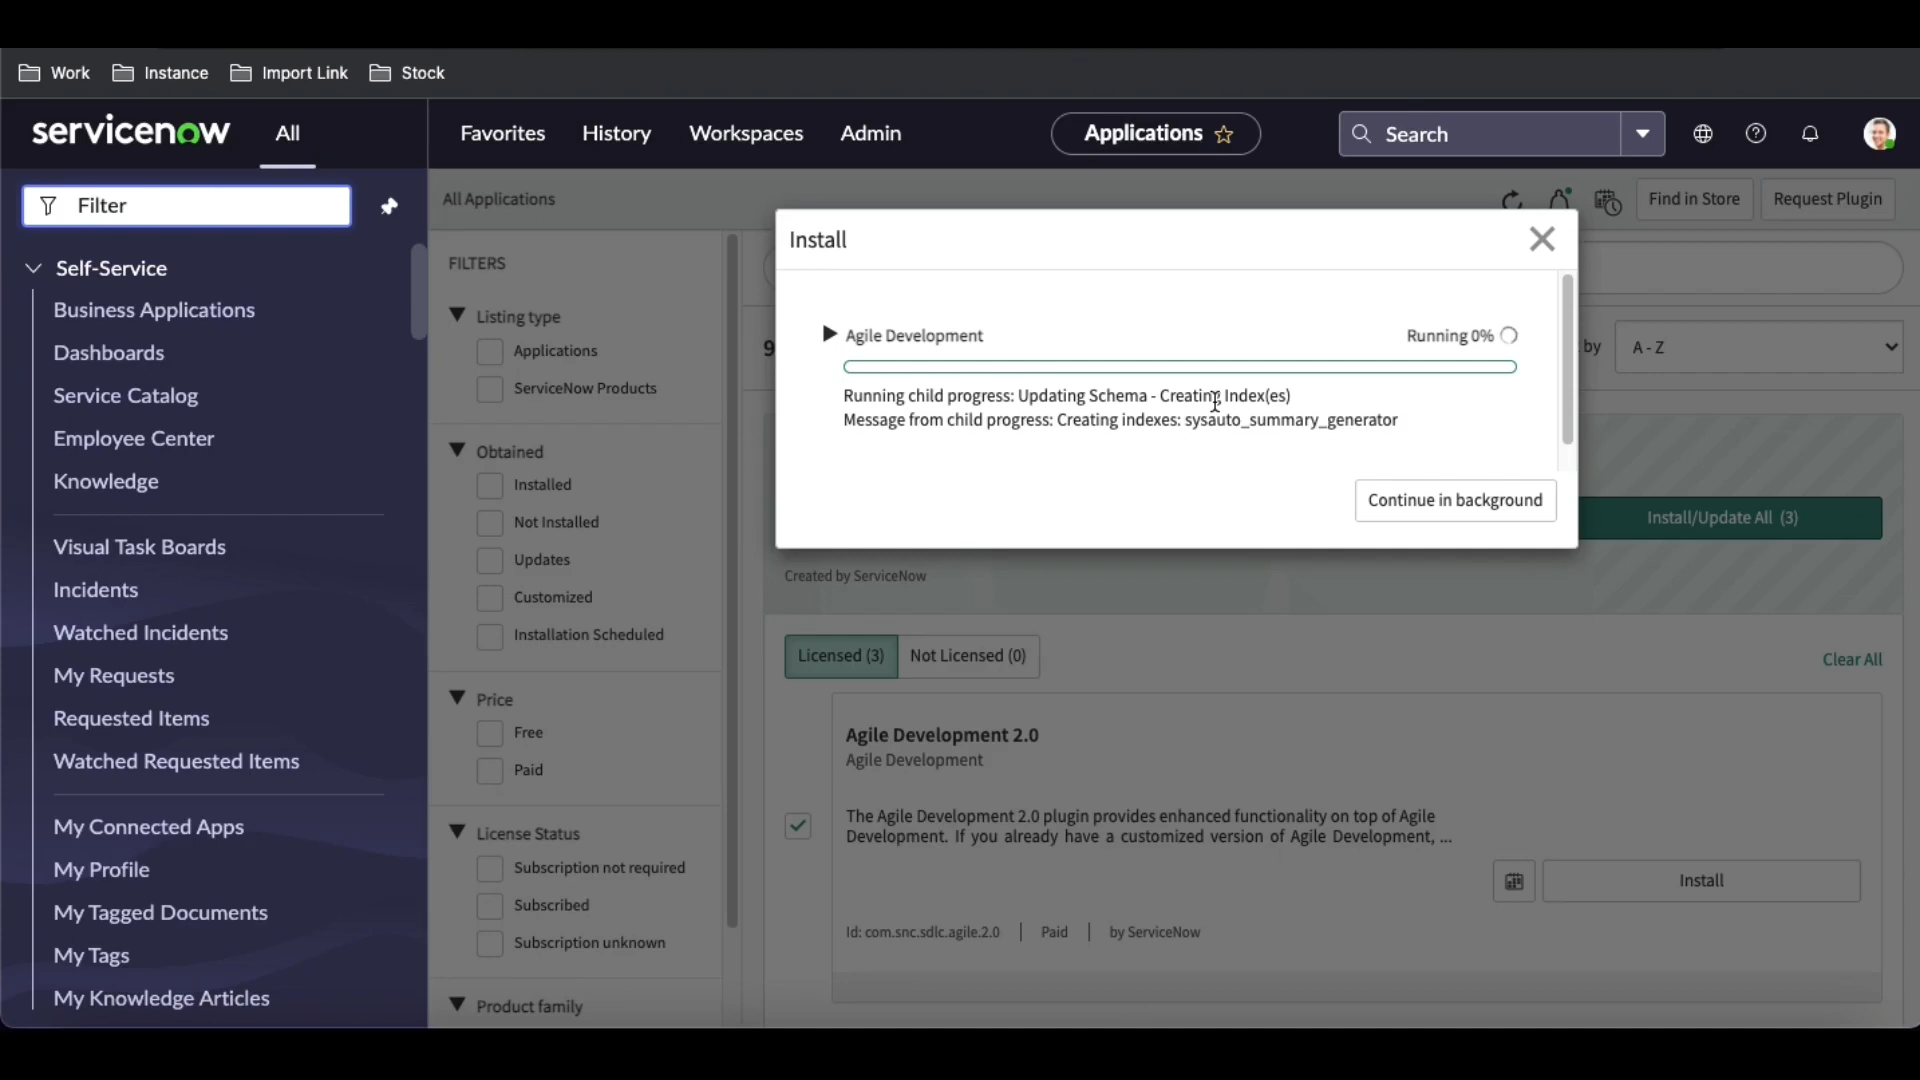 Work
Instance
Import Link
Stock
servicenow
All
Favorites
History
Workspaces
Admin
Applications
Search
Filter
Self-Service
Business Applications
Dashboards
Service Catalog
Employee Center
Knowledge
Visual Task Boards
Incidents
Watched Incidents
My Requests
Requested Items
Watched Requested Items
My Connected Apps
My Profile
My Tagged Documents
My Tags
My Knowledge Articles
All Applications
Find in Store
Request Plugin
FILTERS
Listing type
Applications
ServiceNow Products
Obtained
Installed
Not Installed
Updates
Customized
Installation Scheduled
Price
Free
Paid
License Status
Subscription not required
Subscribed
Subscription unknown
Product family
Install
Agile Development
Running 0%
Running child progress: Updating Schema - Creating Index(es)
Message from child progress: Creating indexes: sysauto_summary_generator
Continue in background
by
A - Z
Install/Update All (3)
Created by ServiceNow
Licensed (3)
Not Licensed (0)
Clear All
Agile Development 2.0
Agile Development
The Agile Development 2.0 plugin provides enhanced functionality on top of Agile
Development. If you already have a customized version of Agile Development, ...
Install
Id: com.snc.sdlc.agile.2.0
Paid
by ServiceNow